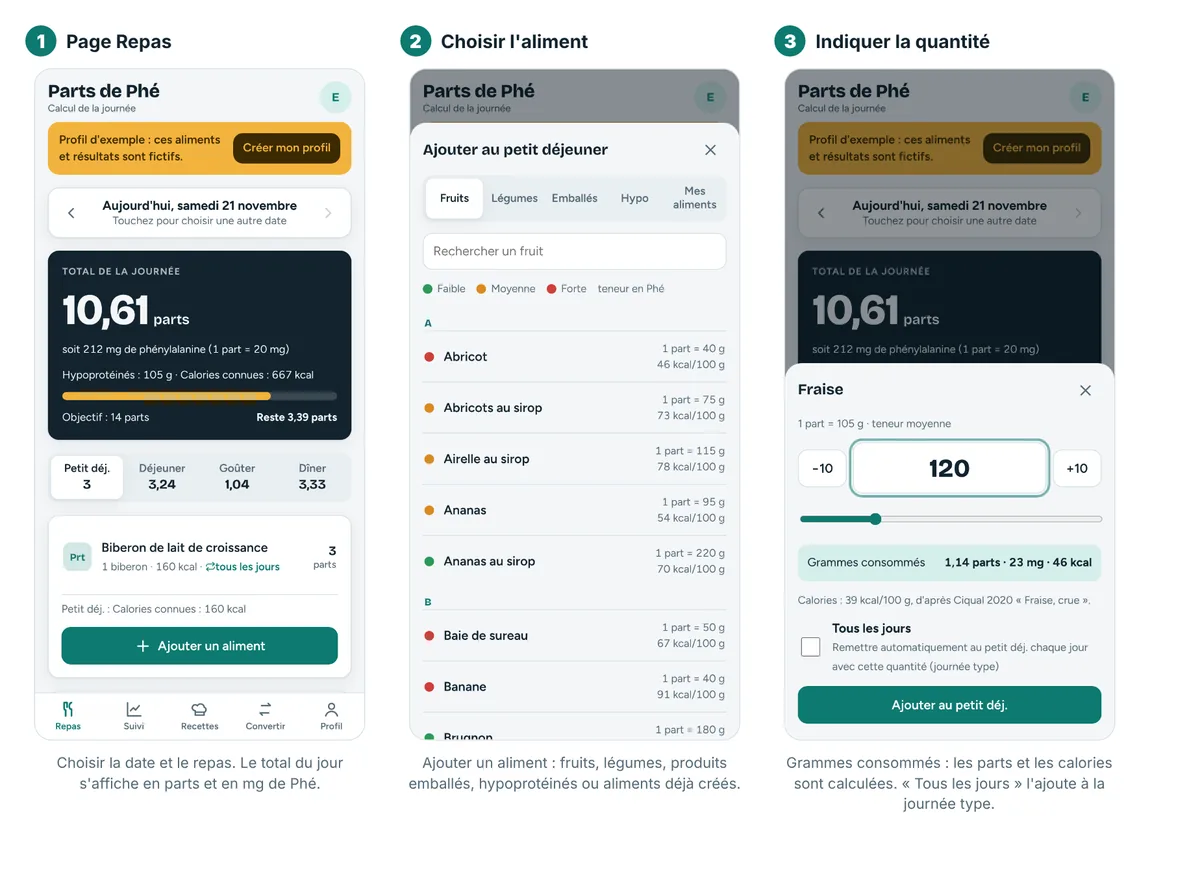 1 Page Repas
Parts de Phé
Calcul de la journée
E
Profil d'exemple : ces aliments
et résultats sont fictifs.
Créer mon profil
Aujourd'hui, samedi 21 novembre
Touchez pour choisir une autre date
TOTAL DE LA JOURNÉE
10,61 parts
soit 212 mg de phénylalanine (1 part = 20 mg)
Hypoprotéinés : 105 g · Calories connues : 667 kcal
Objectif : 14 parts
Reste 3,39 parts
Petit déj.
3
Déjeuner
3,24
Goûter
1,04
Dîner
3,33
Prt
Biberon de lait de croissance
1 biberon · 160 kcal · tous les jours
3
parts
Petit déj. : Calories connues : 160 kcal
+ Ajouter un aliment
Repas
Suivi
Recettes
Convertir
Profil
Choisir la date et le repas. Le total du jour
s'affiche en parts et en mg de Phé.
2 Choisir l'aliment
Parts de Phé
Calcul de la journée
E
Ajouter au petit déjeuner
Fruits
Légumes
Emballés
Hypo
Mes
aliments
Rechercher un fruit
Faible
Moyenne
Forte
teneur en Phé
A
Abricot
1 part = 40 g
46 kcal/100 g
Abricots au sirop
1 part = 75 g
73 kcal/100 g
Airelle au sirop
1 part = 115 g
78 kcal/100 g
Ananas
1 part = 95 g
54 kcal/100 g
Ananas au sirop
1 part = 220 g
70 kcal/100 g
B
Baie de sureau
1 part = 50 g
67 kcal/100 g
Banane
1 part = 40 g
91 kcal/100 g
Brugnon
1 part = 180 g
Ajouter un aliment : fruits, légumes, produits
emballés, hypoprotéinés ou aliments déjà créés.
3 Indiquer la quantité
Parts de Phé
Calcul de la journée
E
Profil d'exemple : ces aliments
et résultats sont fictifs.
Créer mon profil
Aujourd'hui, samedi 21 novembre
Touchez pour choisir une autre date
TOTAL DE LA JOURNÉE
10,61 parts
soit 212 mg de phénylalanine (1 part = 20 mg)
Fraise
1 part = 105 g · teneur moyenne
-10
120
+10
Grammes consommés
1,14 parts · 23 mg · 46 kcal
Calories : 39 kcal/100 g, d'après Ciqual 2020 « Fraise, crue ».
Tous les jours
Remettre automatiquement au petit déj. chaque jour
avec cette quantité (journée type)
Ajouter au petit déj.
Grammes consommés : les parts et les calories
sont calculées. « Tous les jours » l'ajoute à la
journée type.